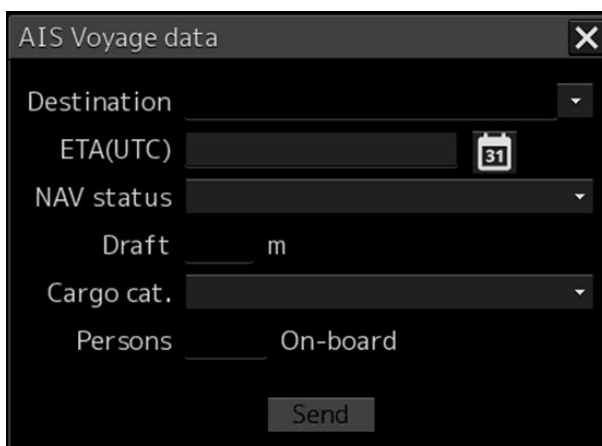 AIS Voyage data
Destination
ETA(UTC)
31
NAV status
Draft m
Cargo cat.
Persons On-board
Send